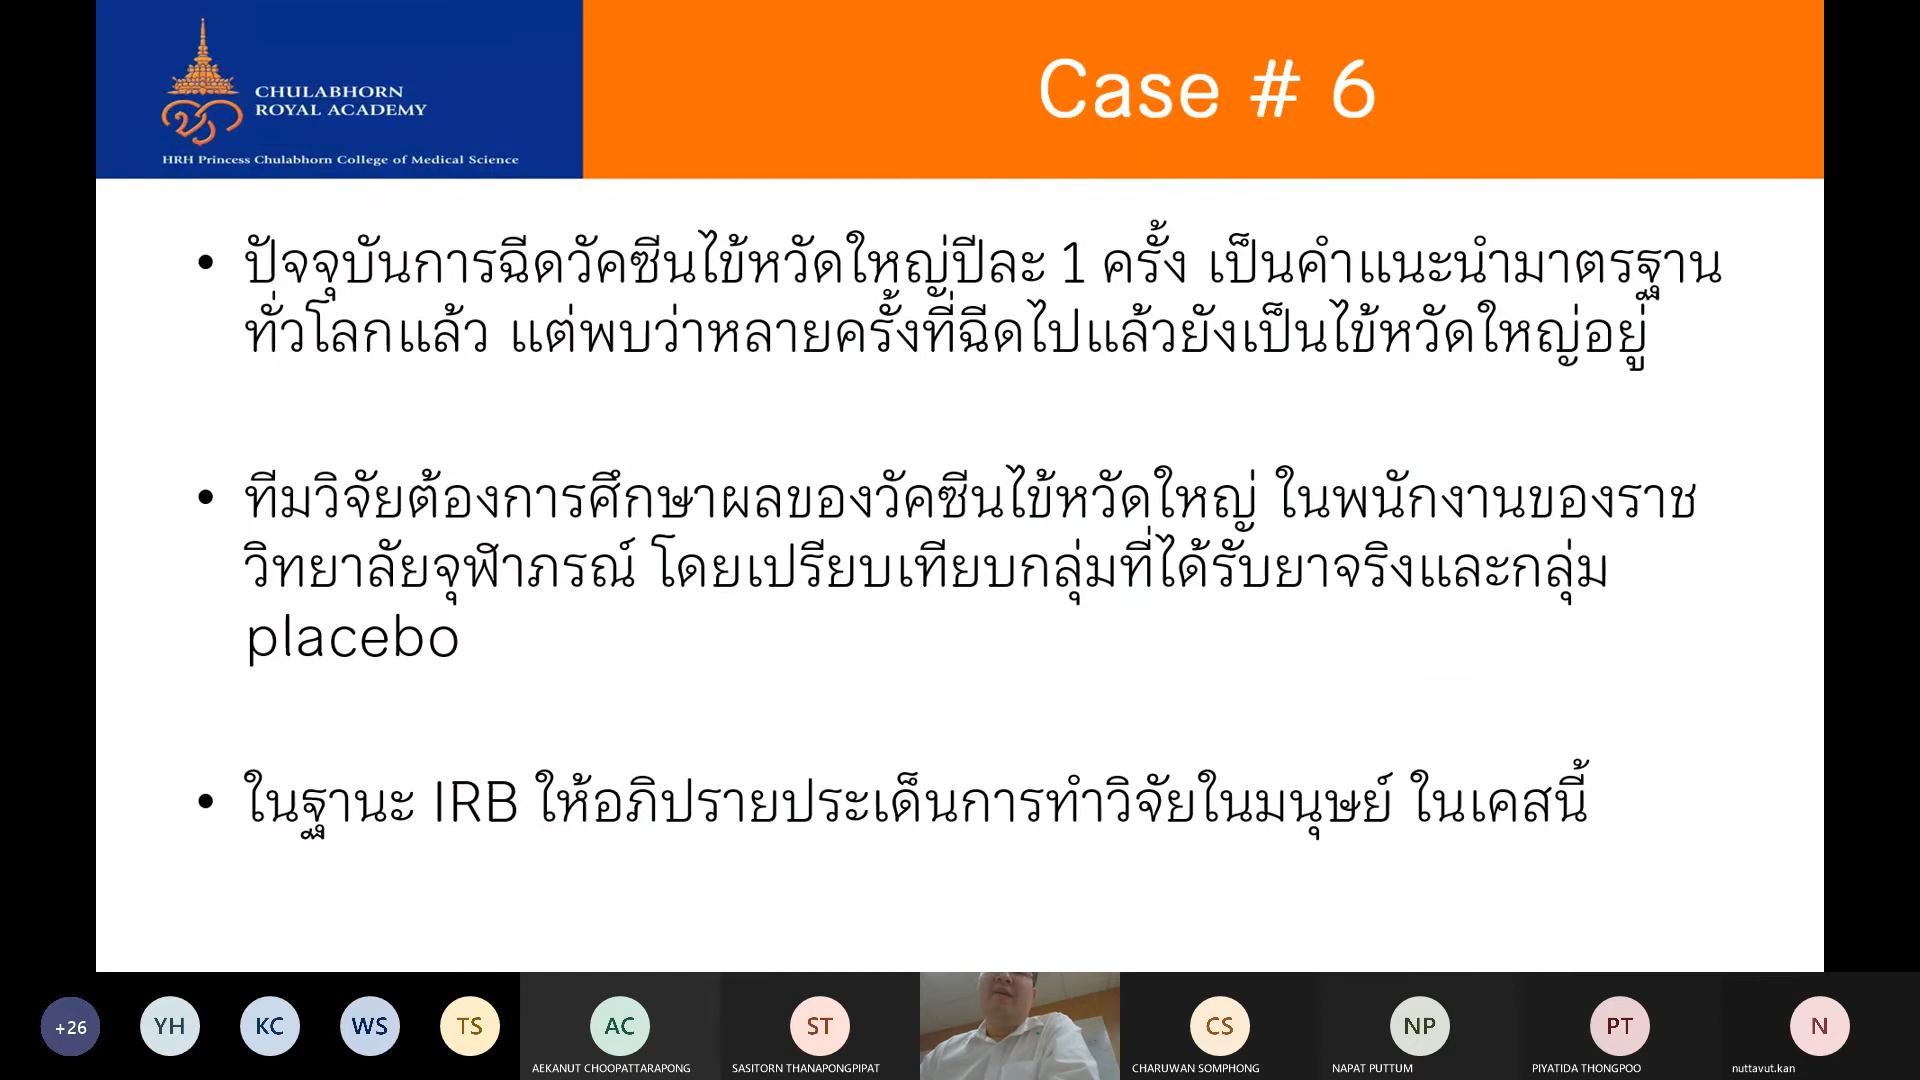 CHULABHORN
ROYAL ACADEMY
HRH Princess Chulabhorn College of Medical Science
Case # 6
• ปัจจุบันการฉีดวัคซีนไข้หวัดใหญ่ปีละ 1 ครั้ง เป็นคำแนะนำมาตรฐาน
ทั่วโลกแล้ว แต่พบว่าหลายครั้งที่ฉีดไปแล้วยังเป็นไข้หวัดใหญ่อยู่
• ทีมวิจัยต้องการศึกษาผลของวัคซีนไข้หวัดใหญ่ ในพนักงานของราช
วิทยาลัยจุฬาภรณ์ โดยเปรียบเทียบกลุ่มที่ได้รับยาจริงและกลุ่ม
placebo
• ในฐานะ IRB ให้อภิปรายประเด็นการทำวิจัยในมนุษย์ ในเคสนี้
+26
YH
KC
WS
TS
AC
ST
CS
NP
PT
N
AEKANUT CHOOPATTARAPONG
SASITORN THANAPONGPIPAT
CHARUWAN SOMPHONG
NAPAT PUTTUM
PIYATIDA THONGPOO
nuttavut.kan